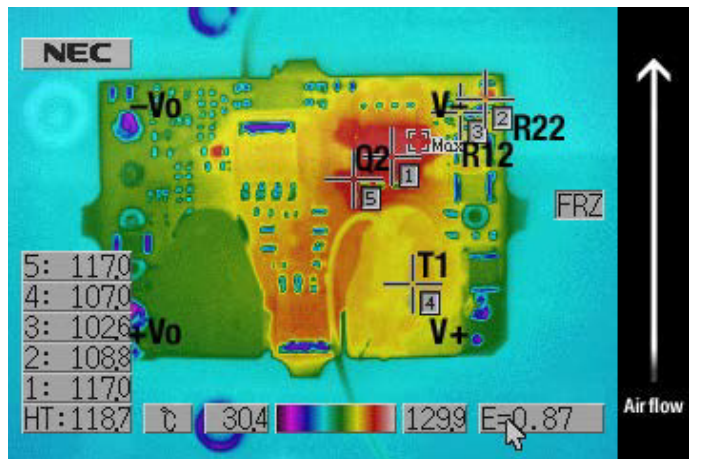 NEC
-Vo
V-
2
R22
3
Max
R12
Q2
1
5
FRZ
T1
5: 117.0
4: 107.0
4
3: 102.6
+Vo
V+
2: 108.8
1: 117.0
HT:118.7
℃
30.4
129.9
E=0.87
Airflow